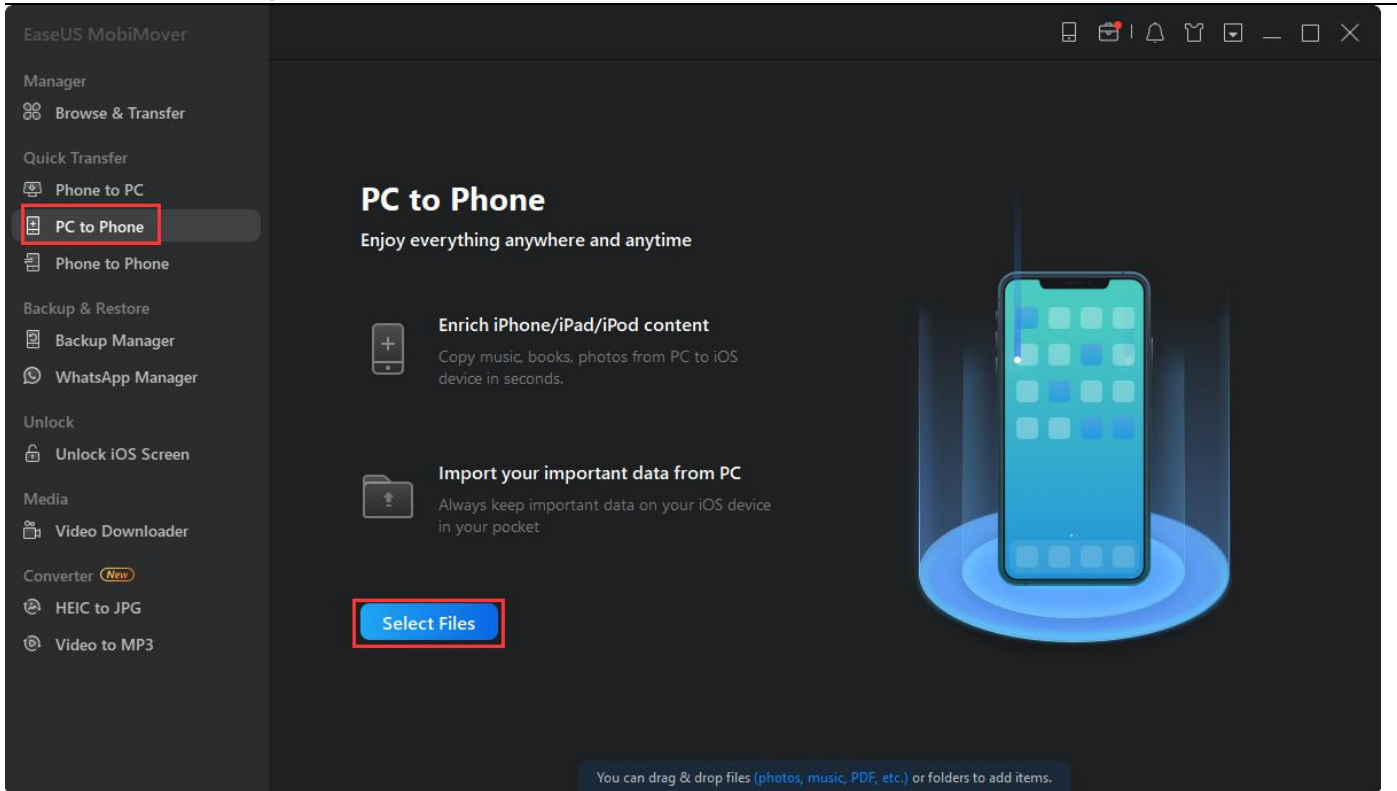 EaseUS MobiMover
Manager
Browse & Transfer
Quick Transfer
Phone to PC
PC to Phone
Phone to Phone
Backup & Restore
Backup Manager
WhatsApp Manager
Unlock
Unlock iOS Screen
Media
Video Downloader
Converter New
HEIC to JPG
Video to MP3
PC to Phone
Enjoy everything anywhere and anytime
Enrich iPhone/iPad/iPod content
Copy music, books, photos from PC to iOS
device in seconds.
Import your important data from PC
Always keep important data on your iOS device
in your pocket
Select Files
You can drag & drop files (photos, music, PDF, etc.) or folders to add items.